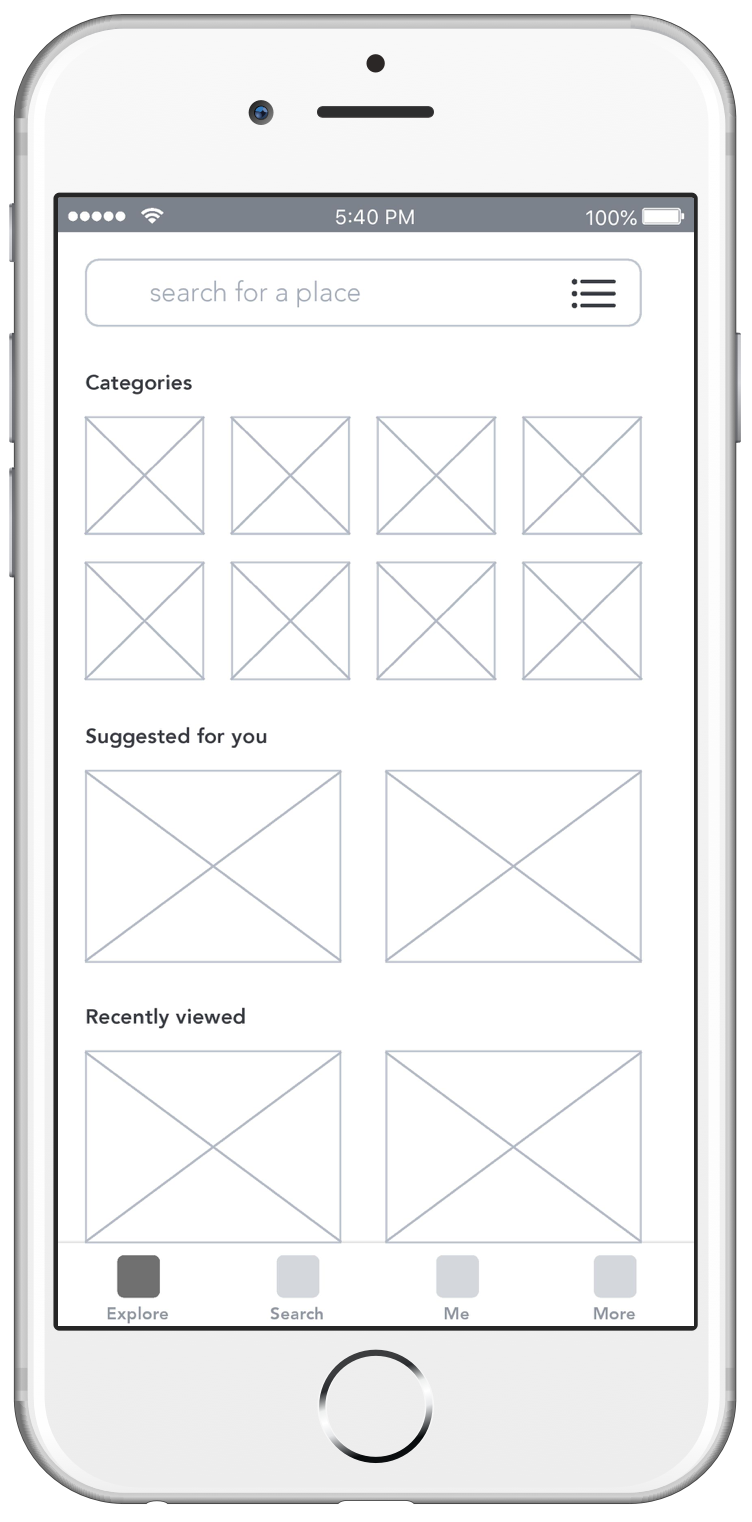 5:40 PM 100%
search for a place
Categories
Suggested for you
Recently viewed
Explore Search Me More